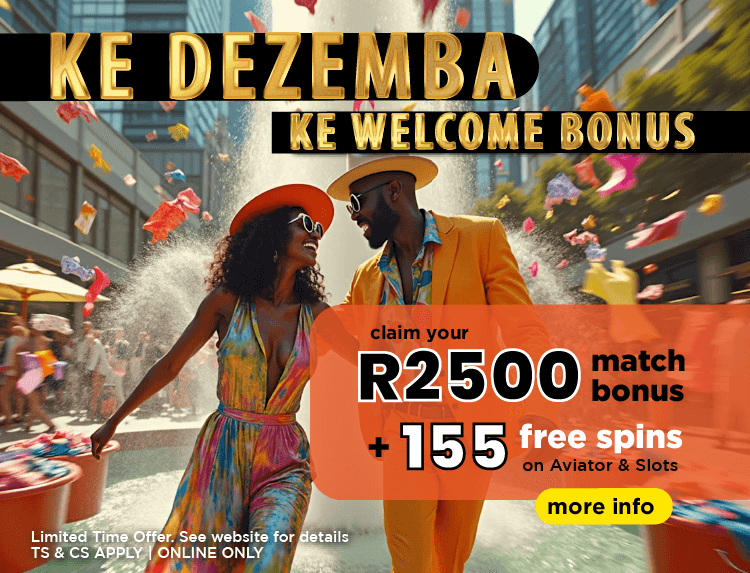 KE DEZEMBA
KE WELCOME BONUS
claim your
R2500 match bonus
+ 155 free spins
on Aviator & Slots
more info
Limited Time Offer. See website for details
TS & CS APPLY | ONLINE ONLY